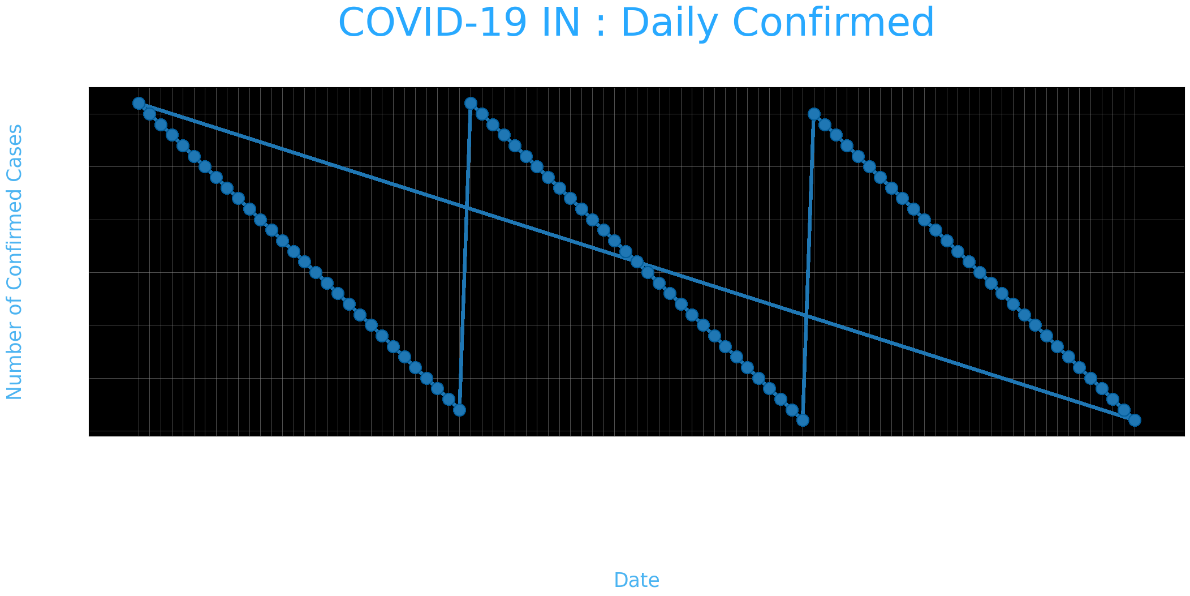 COVID-19 IN : Daily Confirmed
Number of Confirmed Cases
Date